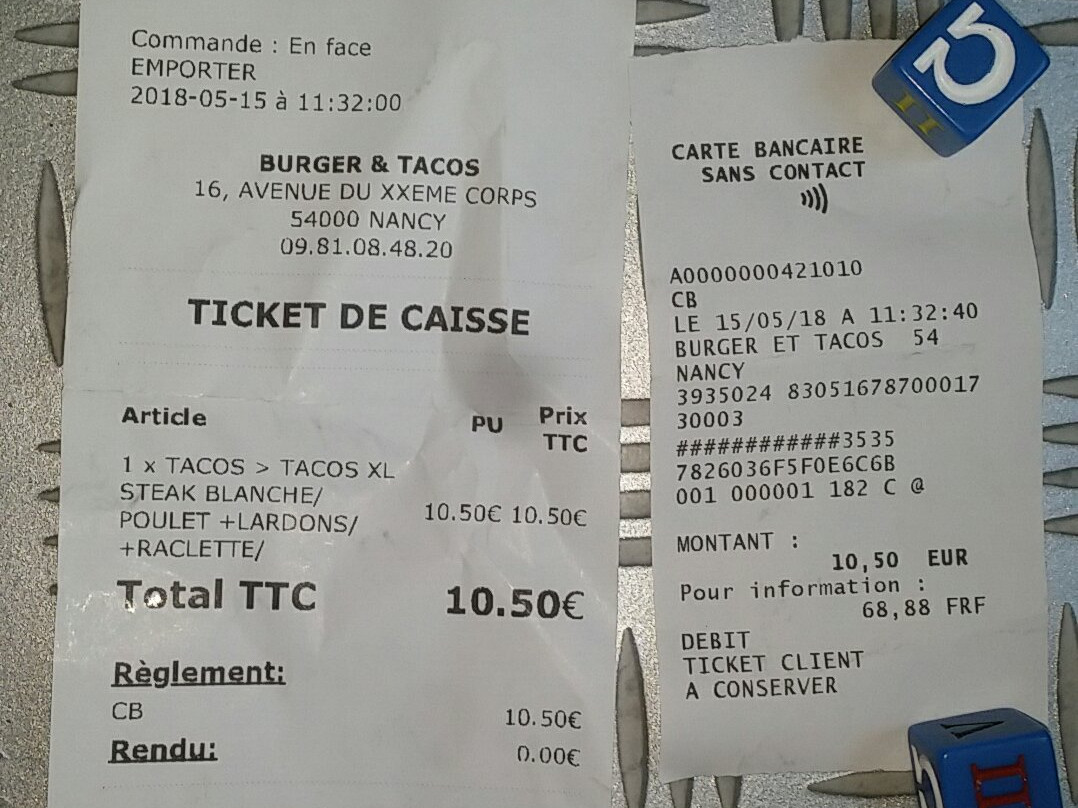 Commande : En face
EMPORTER
2018-05-15 à 11:32:00
BURGER & TACOS
16, AVENUE DU XXEME CORPS
54000 NANCY
09.81.08.48.20
TICKET DE CAISSE
Article PU Prix
TTC
1 x TACOS > TACOS XL
STEAK BLANCHE/
POULET +LARDONS/ 10.50€ 10.50€
+RACLETTE/
Total TTC 10.50€
Règlement:
CB 10.50€
Rendu: 0.00€
CARTE BANCAIRE
SANS CONTACT
A0000000421010
CB
LE 15/05/18 A 11:32:40
BURGER ET TACOS 54
NANCY
3935024 83051678700017
30003
############3535
7826036F5F0E6C6B
001 000001 182 C @
MONTANT :
10,50 EUR
Pour information :
68,88 FRF
DEBIT
TICKET CLIENT
A CONSERVER
II
V
II